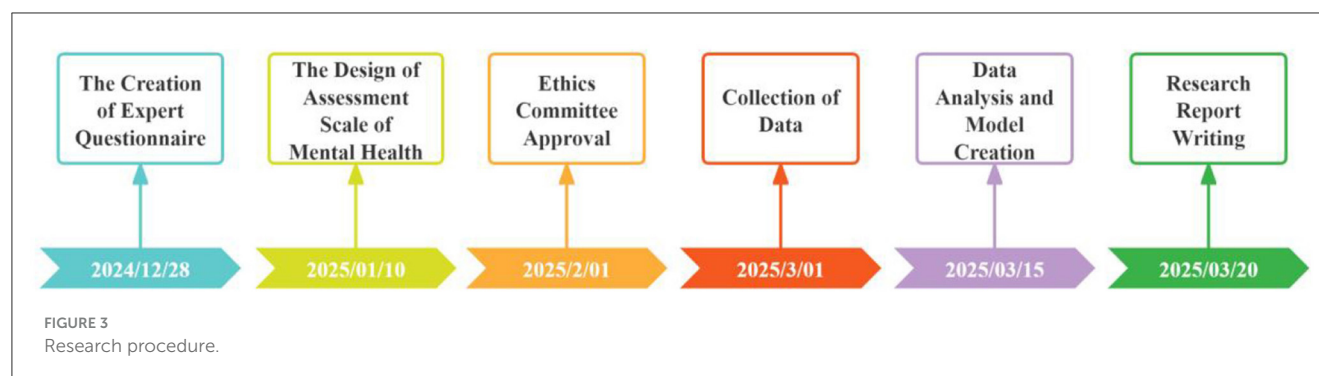 The Creation
of Expert
Questionnaire
The Design of
Assessment
Scale of
Mental Health
Ethics
Committee
Approval
Collection of
Data
Data
Analysis and
Model
Creation
Research
Report
Writing
2024/12/28
2025/01/10
2025/2/01
2025/3/01
2025/03/15
2025/03/20
FIGURE 3
Research procedure.